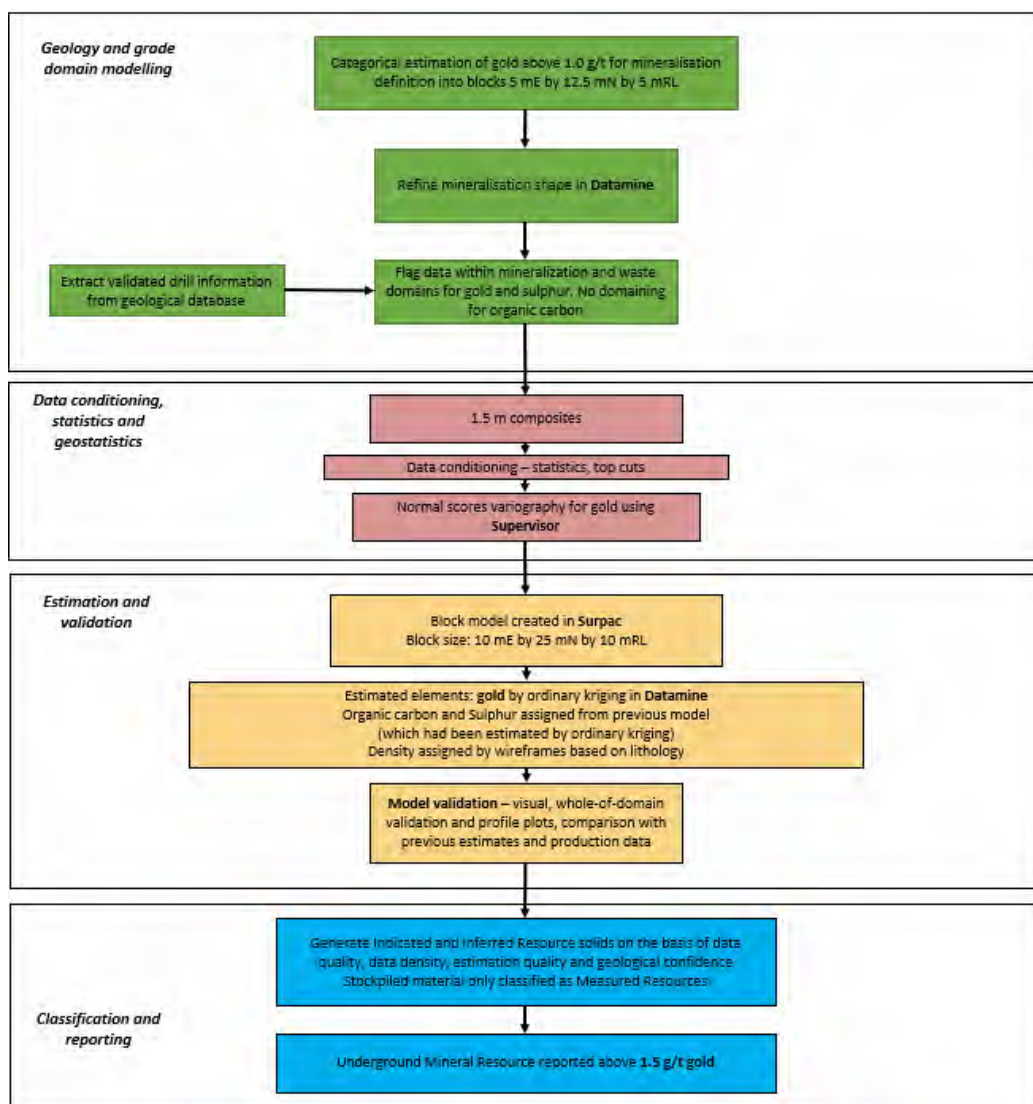 Geology and grade
domain modelling
Categorical estimation of gold above 1.0 g/t for mineralisation
definition into blocks 5 mE by 12.5 mN by 5 mRL
Refine mineralisation shape in Datamine
Extract validated drill information
from geological database
Flag data within mineralization and waste
domains for gold and sulphur. No domaining
for organic carbon
Data conditioning,
statistics and
geostatistics
1.5 m composites
Data conditioning – statistics, top cuts
Normal scores variography for gold using
Supervisor
Estimation and
validation
Block model created in Surpac
Block size: 10 mE by 25 mN by 10 mRL
Estimated elements: gold by ordinary kriging in Datamine
Organic carbon and Sulphur assigned from previous model
(which had been estimated by ordinary kriging)
Density assigned by wireframes based on lithology
Model validation – visual, whole-of-domain
validation and profile plots, comparison with
previous estimates and production data
Generate Indicated and Inferred Resource solids on the basis of data
quality, data density, estimation quality and geological confidence
Stockpiled material only classified as Measured Resources
Classification and
reporting
Underground Mineral Resource reported above 1.5 g/t gold